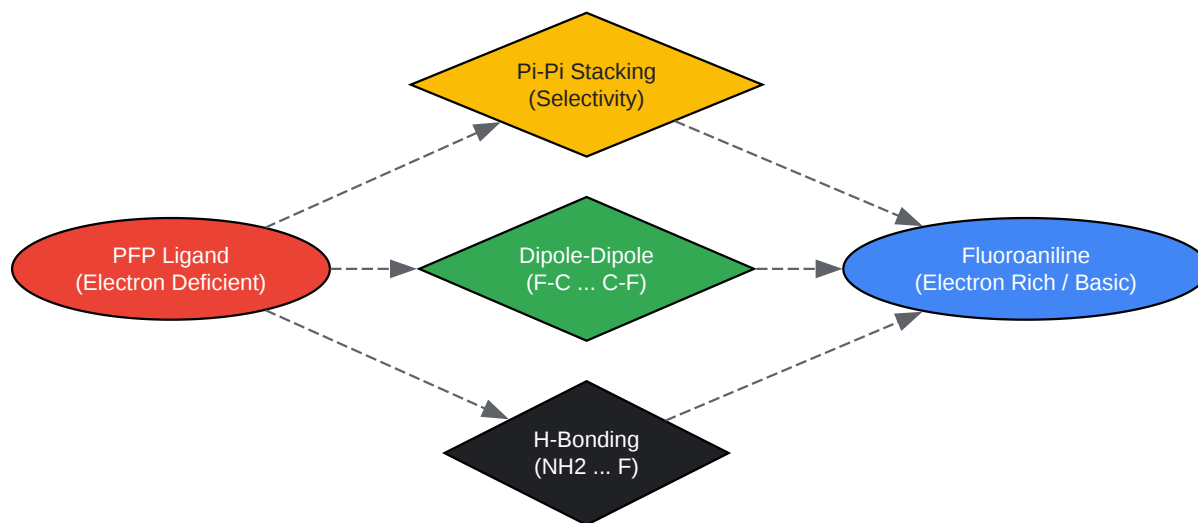 Pi-Pi Stacking
(Selectivity)
PFP Ligand
(Electron Deficient)
Dipole-Dipole
(F-C ... C-F)
Fluoroaniline
(Electron Rich / Basic)
H-Bonding
(NH2 ... F)